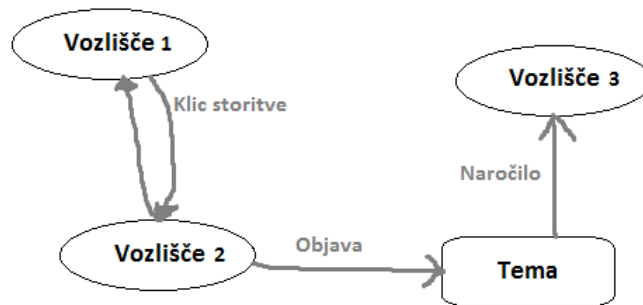 Vozlišče 1
Vozlišče 3
Klic storitve
Naročilo
Vozlišče 2
Objava
Tema